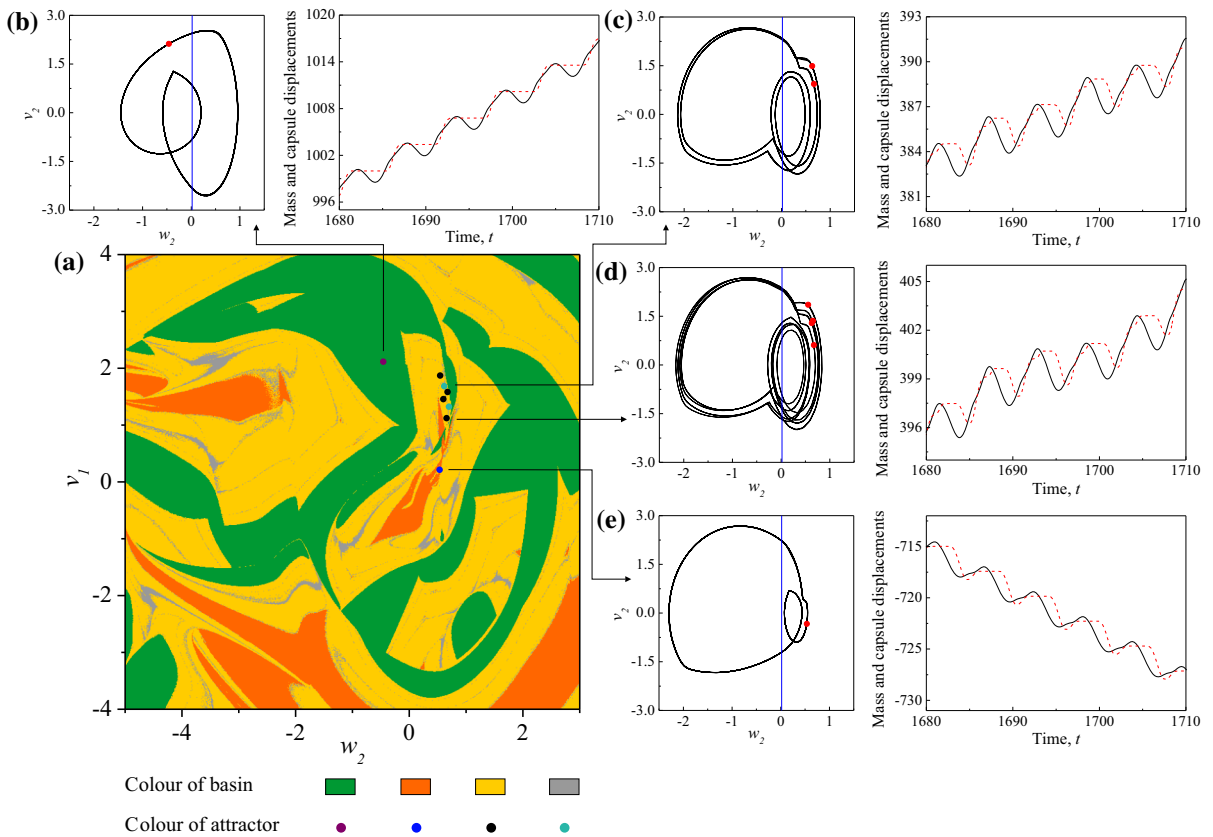 (b)
3.0
1.5
0.0
-1.5
-3.0
v2
-2 -1 0 1
w2
Mass and capsule displacements
1020
1014
1008
1002
996
1680 1690 1700 1710
Time, t
(c)
3.0
1.5
0.0
-1.5
3.0
v2
-2 -1 0 1
w2
Mass and capsule displacements
393
390
387
384
381
1680 1690 1700 1710
Time, t
(a)
4
2
0
-2
-4
v1
-4 -2 0 2
w2
(d)
3.0
1.5
0.0
-1.5
3.0
v2
-2 -1 0 1
w2
Mass and capsule displacements
405
402
399
396
1680 1690 1700 1710
Time, t
(e)
3.0
1.5
0.0
-1.5
3.0
v2
-2 -1 0 1
w2
Mass and capsule displacements
-715
-720
-725
-730
1680 1690 1700 1710
Time, t
Colour of basin
Colour of attractor